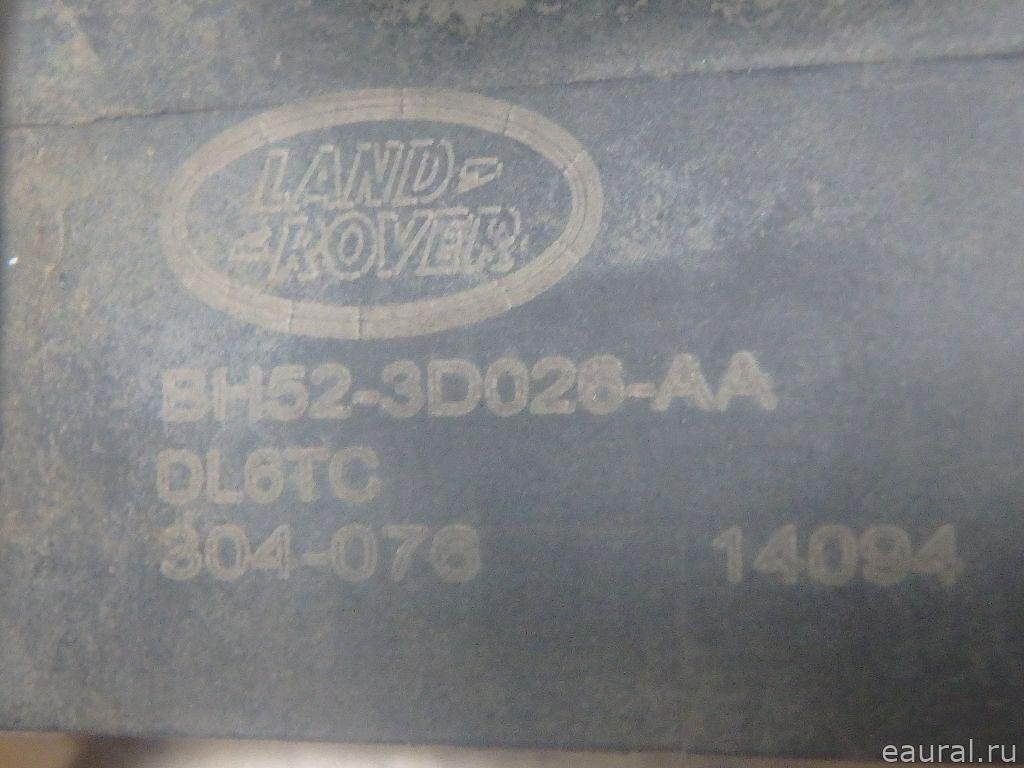 LAND-
-ROVER
BH52-3D026-AA
DL6TC
304-076
14094
eaural.ru